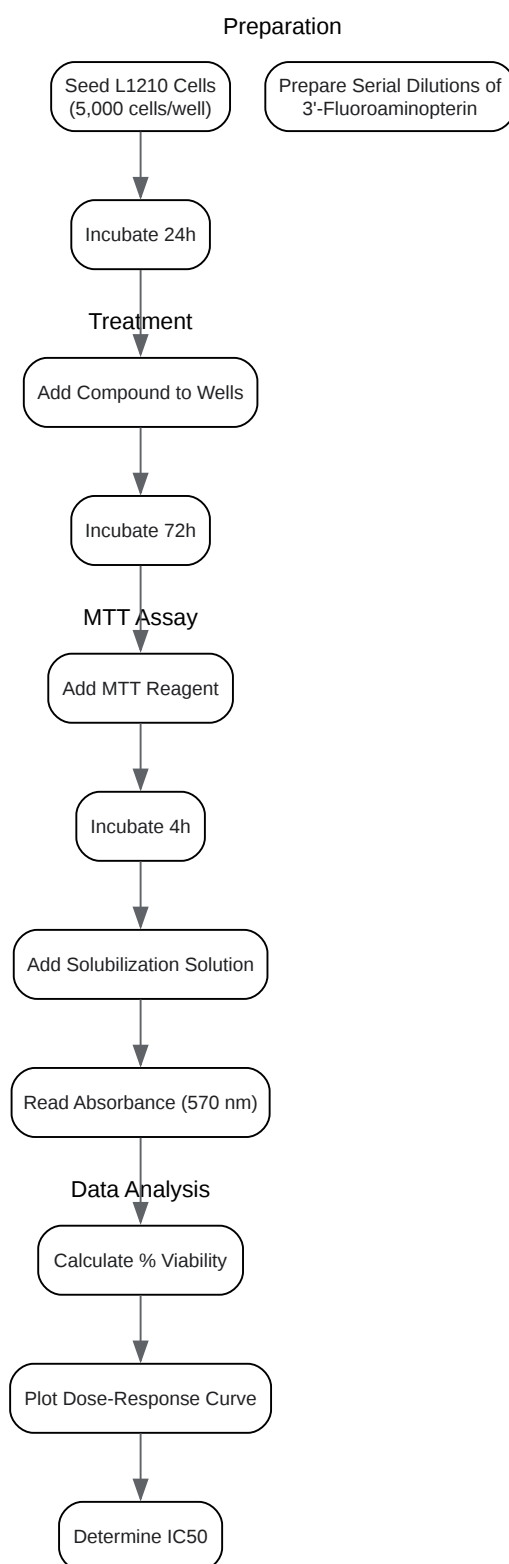 Preparation
Seed L1210 Cells
(5,000 cells/well)
Prepare Serial Dilutions of
3'-Fluoroaminopterin
Incubate 24h
Treatment
Add Compound to Wells
Incubate 72h
MTT Assay
Add MTT Reagent
Incubate 4h
Add Solubilization Solution
Read Absorbance (570 nm)
Data Analysis
Calculate % Viability
Plot Dose-Response Curve
Determine IC50